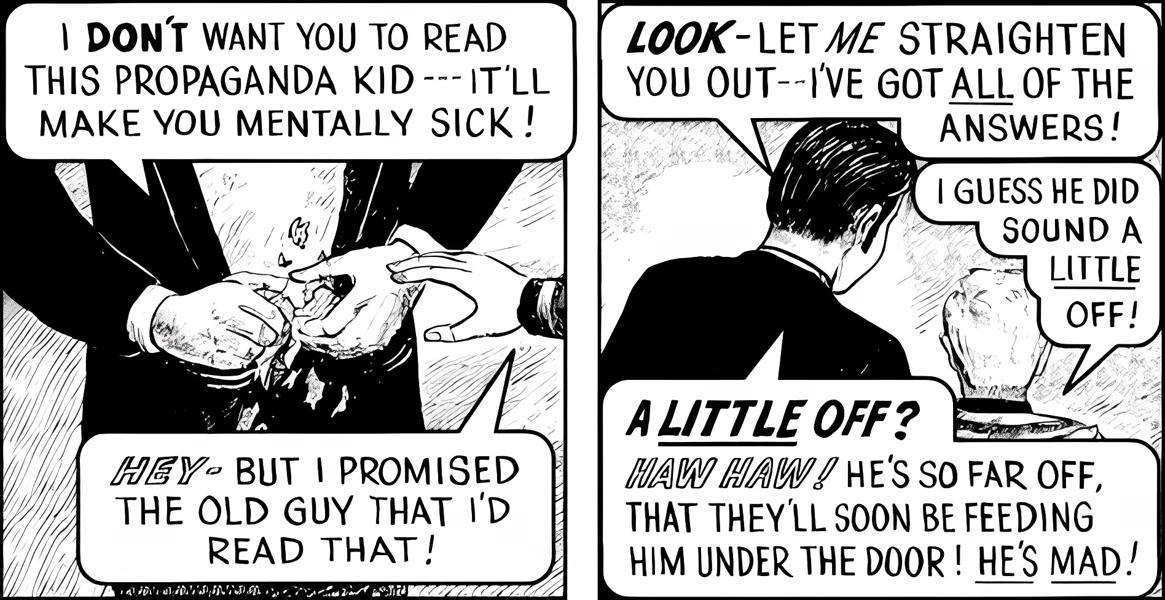 I DON'T WANT YOU TO READ
THIS PROPAGANDA KID---IT'LL
MAKE YOU MENTALLY SICK!
HEY- BUT I PROMISED
THE OLD GUY THAT I'D
READ THAT!
LOOK-LET ME STRAIGHTEN
YOU OUT--I'VE GOT ALL OF THE
ANSWERS!
I GUESS HE DID
SOUND A
LITTLE
OFF!
A LITTLE OFF?
HAW HAW! HE'S SO FAR OFF,
THAT THEY'LL SOON BE FEEDING
HIM UNDER THE DOOR! HE'S MAD!